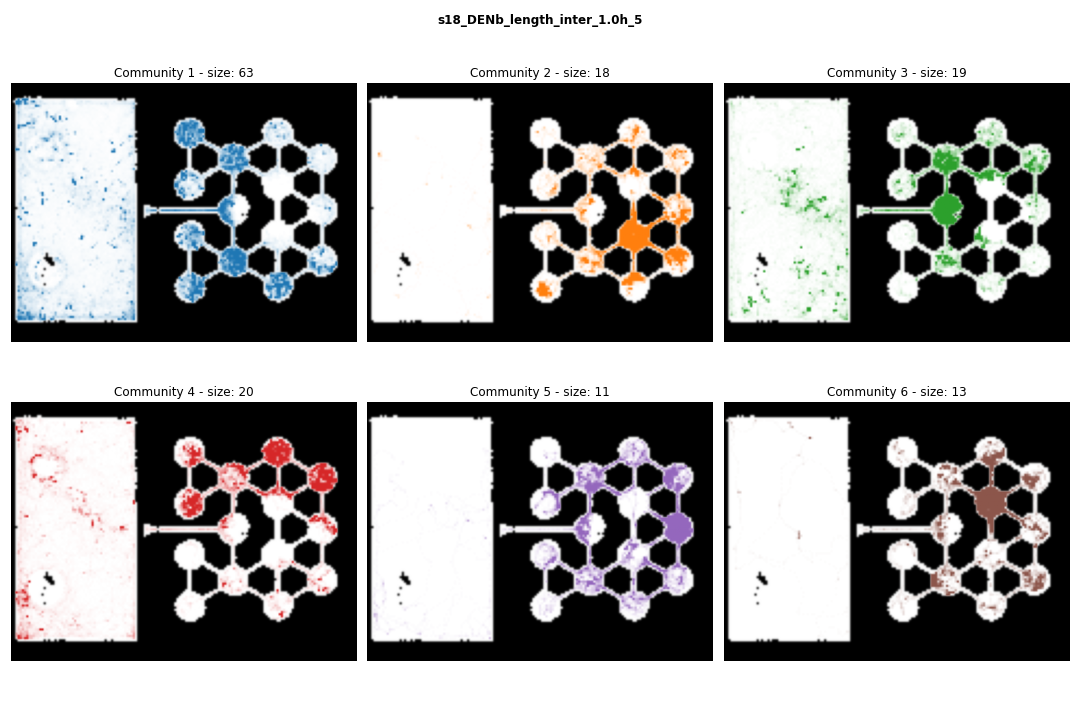 s18_DENb_length_inter_1.0h_5
Community 1 - size: 63
Community 2 - size: 18
Community 3 - size: 19
Community 4 - size: 20
Community 5 - size: 11
Community 6 - size: 13